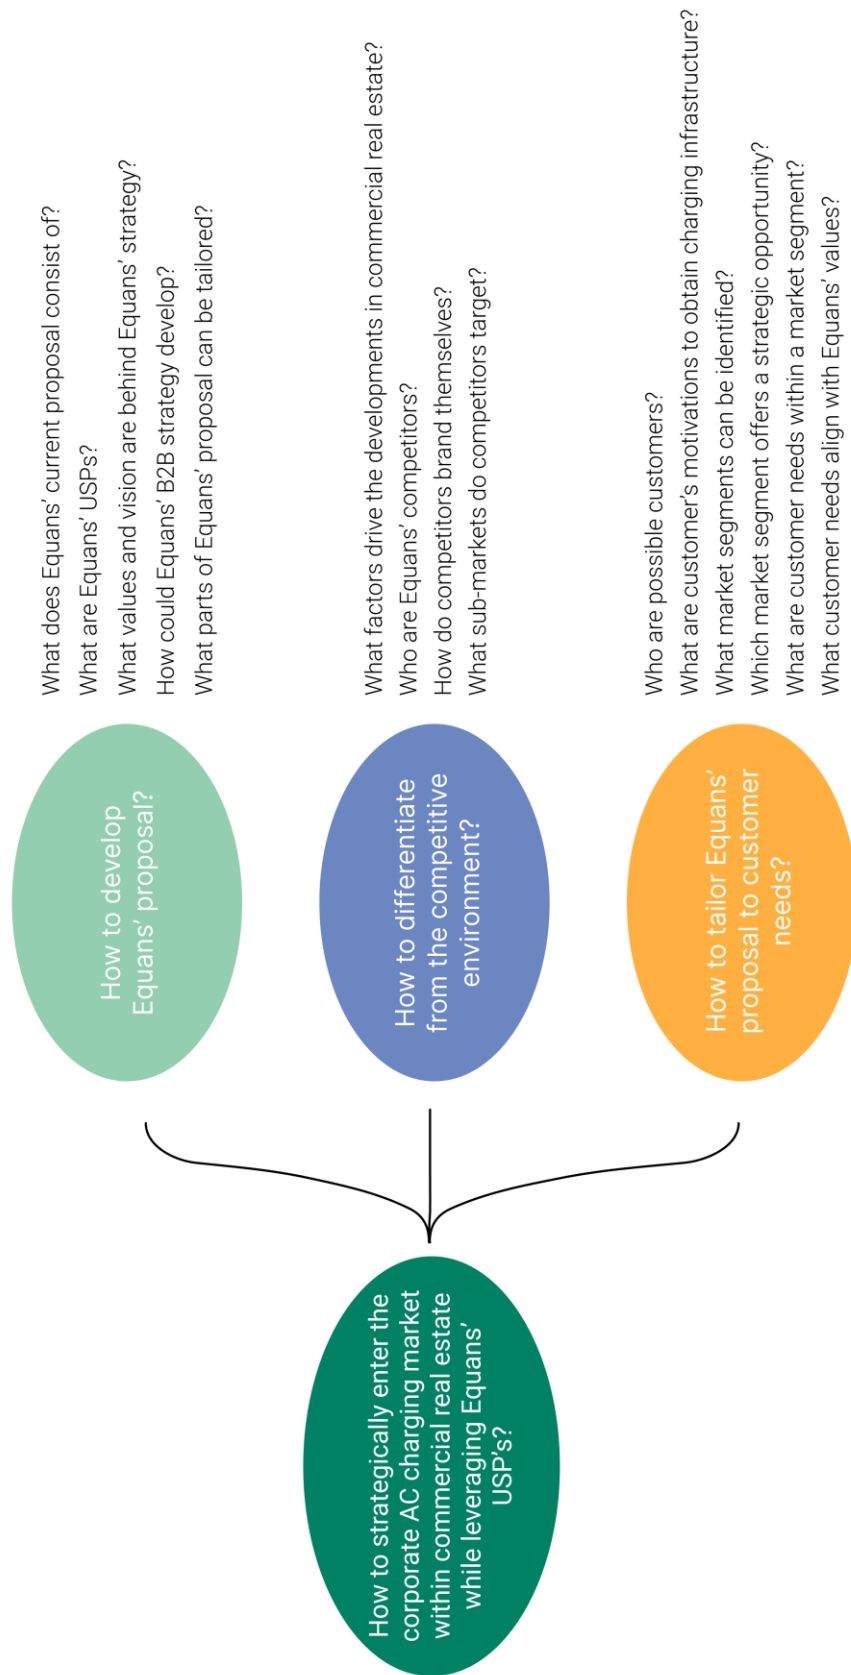 How to strategically enter the
corporate AC charging market
within commercial real estate
while leveraging Equans'
USP's?
How to develop
Equans' proposal?
What does Equans' current proposal consist of?
What are Equans' USPs?
What values and vision are behind Equans' strategy?
How could Equans' B2B strategy develop?
What parts of Equans' proposal can be tailored?
How to differentiate
from the competitive
environment?
What factors drive the developments in commercial real estate?
Who are Equans' competitors?
How do competitors brand themselves?
What sub-markets do competitors target?
How to tailor Equans'
proposal to customer
needs?
Who are possible customers?
What are customer's motivations to obtain charging infrastructure?
What market segments can be identified?
Which market segment offers a strategic opportunity?
What are customer needs within a market segment?
What customer needs align with Equans' values?